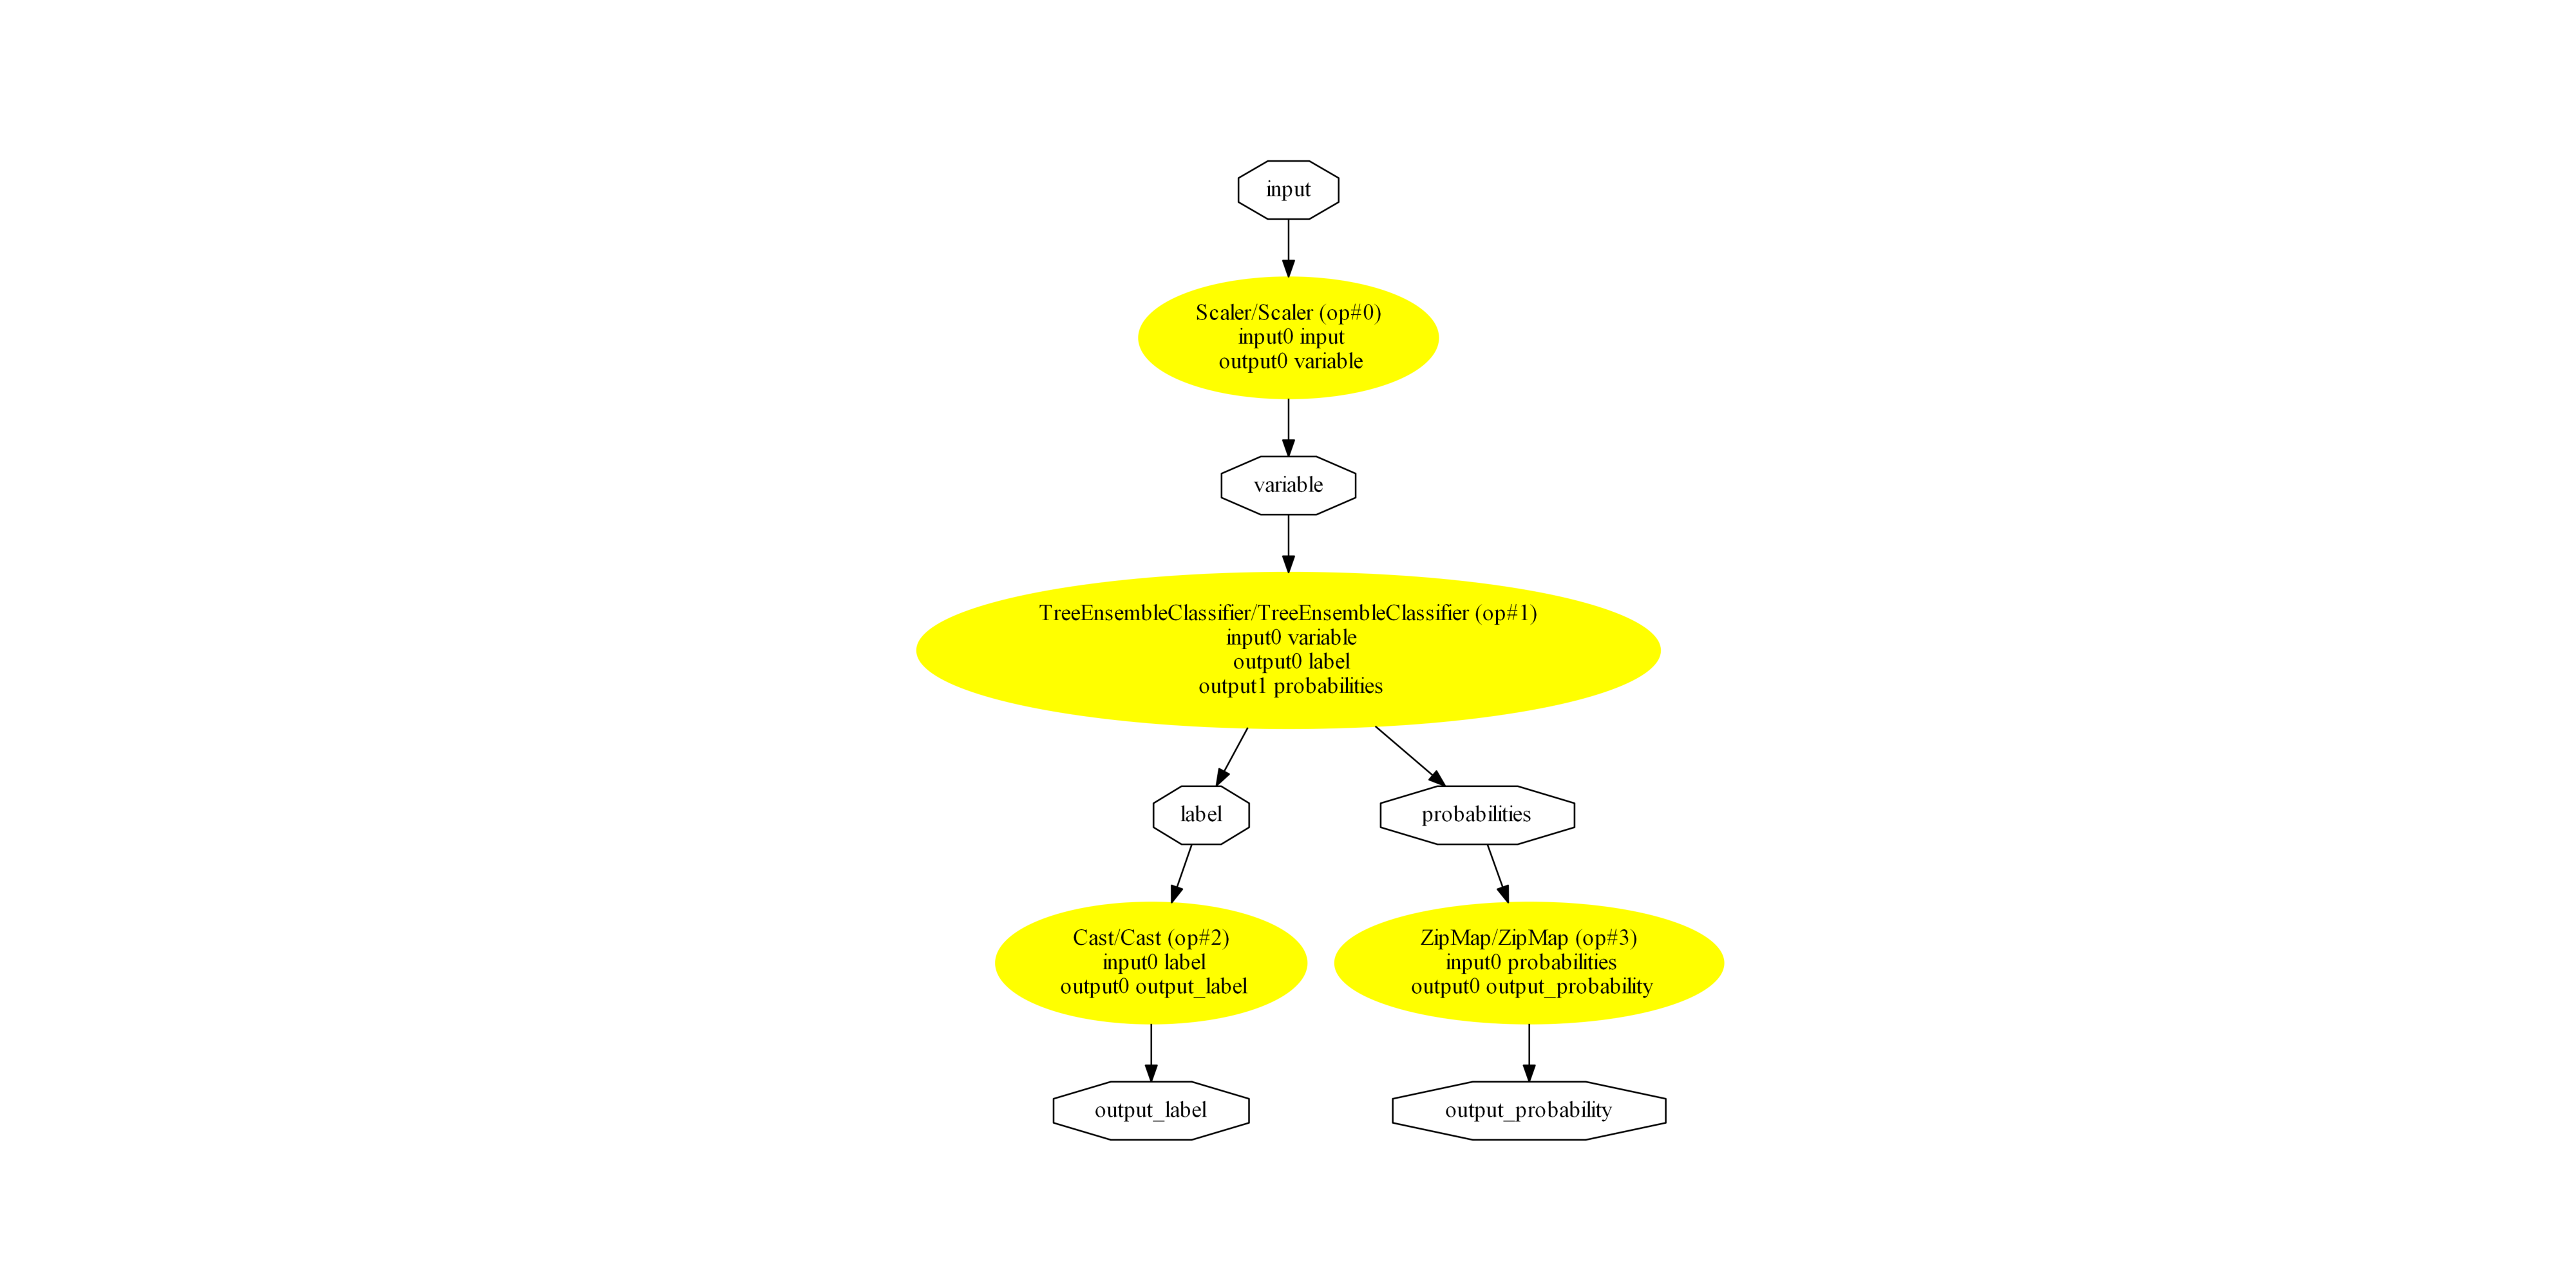 input
Scaler/Scaler (op#0)
input0 input
output0 variable
variable
TreeEnsembleClassifier/TreeEnsembleClassifier (op#1)
input0 variable
output0 label
output1 probabilities
label
probabilities
Cast/Cast (op#2)
input0 label
output0 output_label
ZipMap/ZipMap (op#3)
input0 probabilities
output0 output_probability
output_label
output_probability